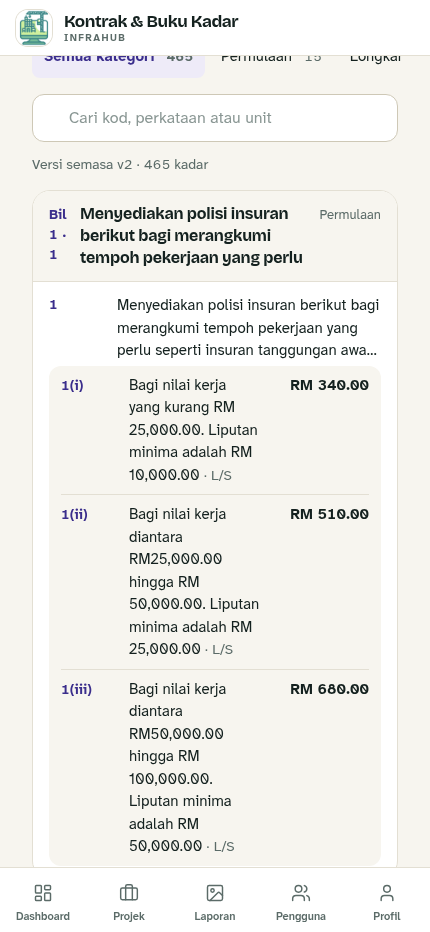 Kontrak & Buku Kadar
INFRAHUB
Semua kategori 465 Permulaan 15 Longkar
Cari kod, perkataan atau unit
Versi semasa v2 · 465 kadar
Bil 1 · 1
Menyediakan polisi insuran
berikut bagi merangkumi
tempoh pekerjaan yang perlu
Permulaan
1
Menyediakan polisi insuran berikut bagi
merangkumi tempoh pekerjaan yang
perlu seperti insuran tanggungan awa...
1(i)
Bagi nilai kerja
yang kurang RM
25,000.00. Liputan
minima adalah RM
10,000.00 · L/S
RM 340.00
1(ii)
Bagi nilai kerja
diantara
RM25,000.00
hingga RM
50,000.00. Liputan
minima adalah RM
25,000.00 · L/S
RM 510.00
1(iii)
Bagi nilai kerja
diantara
RM50,000.00
hingga RM
100,000.00.
Liputan minima
adalah RM
50,000.00 · L/S
RM 680.00
Dashboard Projek Laporan Pengguna Profil